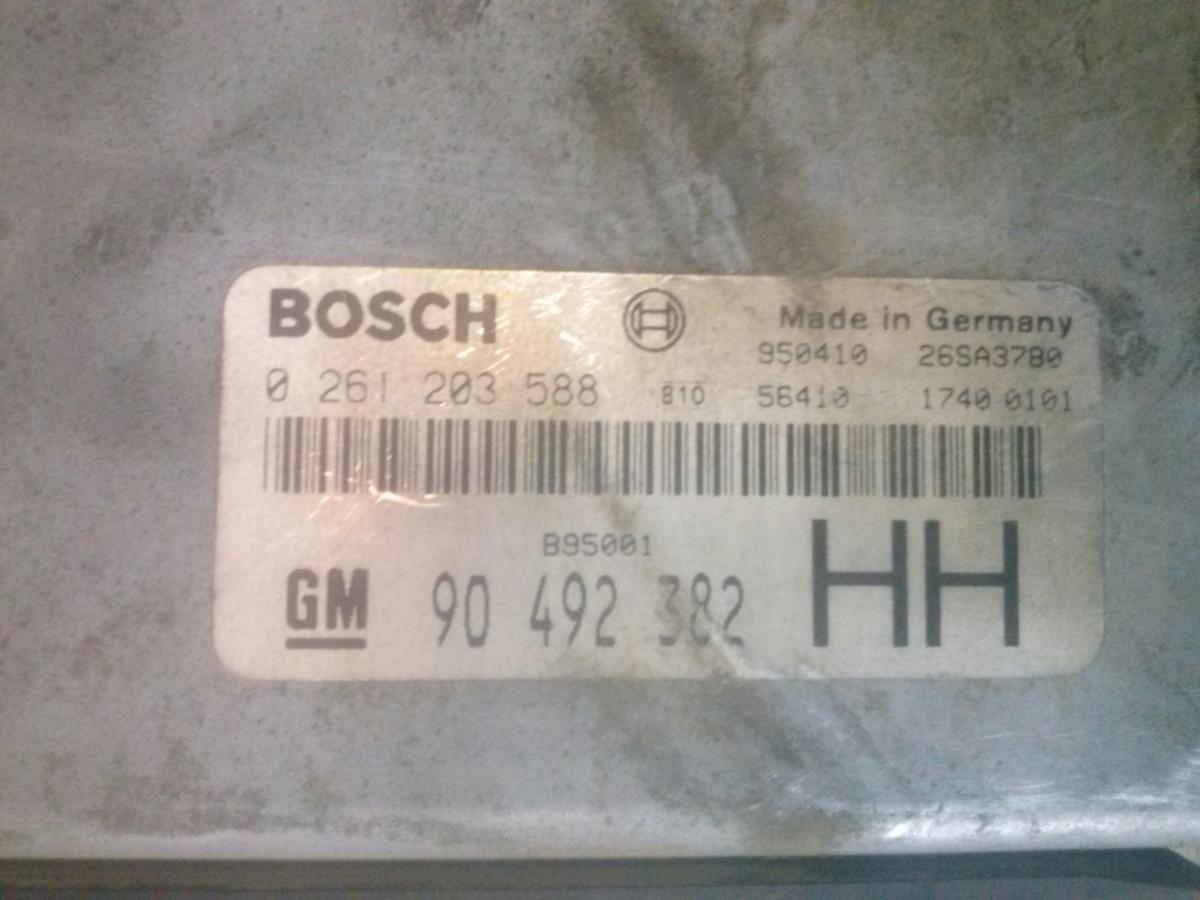 BOSCH Made in Germany
950410 26SA3780
0 261 203 588 B10 56410 1740 0101
B95001
GM 90 492 382 HH